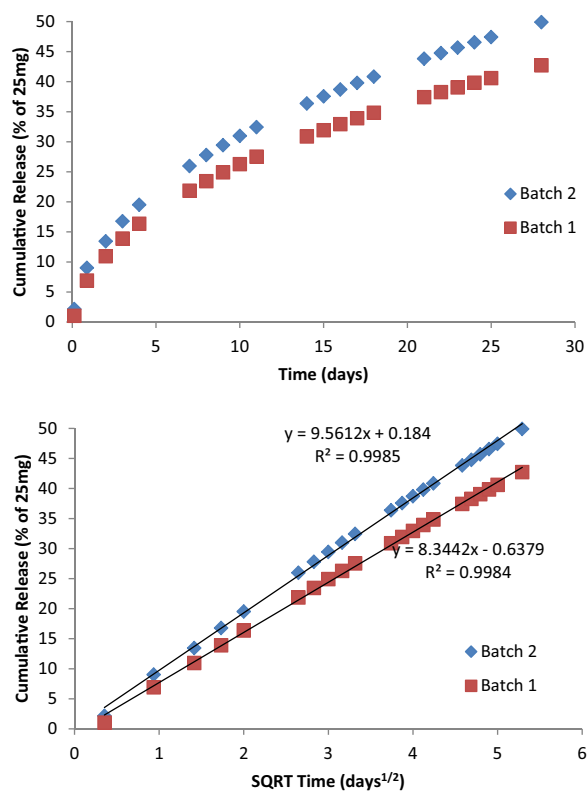 50
45
40
35
30
25
20
15
10
5
0
Cumulative Release (% of 25mg)
Batch 2
Batch 1
0 5 10 15 20 25 30
Time (days)
50
45
40
35
30
25
20
15
10
5
0
Cumulative Release (% of 25mg)
y = 9.5612x + 0.184
R² = 0.9985
y = 8.3442x - 0.6379
R² = 0.9984
Batch 2
Batch 1
0 1 2 3 4 5 6
SQRT Time (days¹/²)